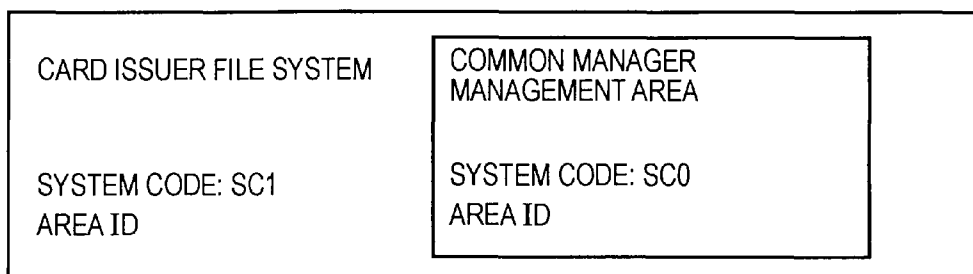 CARD ISSUER FILE SYSTEM
SYSTEM CODE: SC1
AREA ID
COMMON MANAGER
MANAGEMENT AREA
SYSTEM CODE: SC0
AREA ID